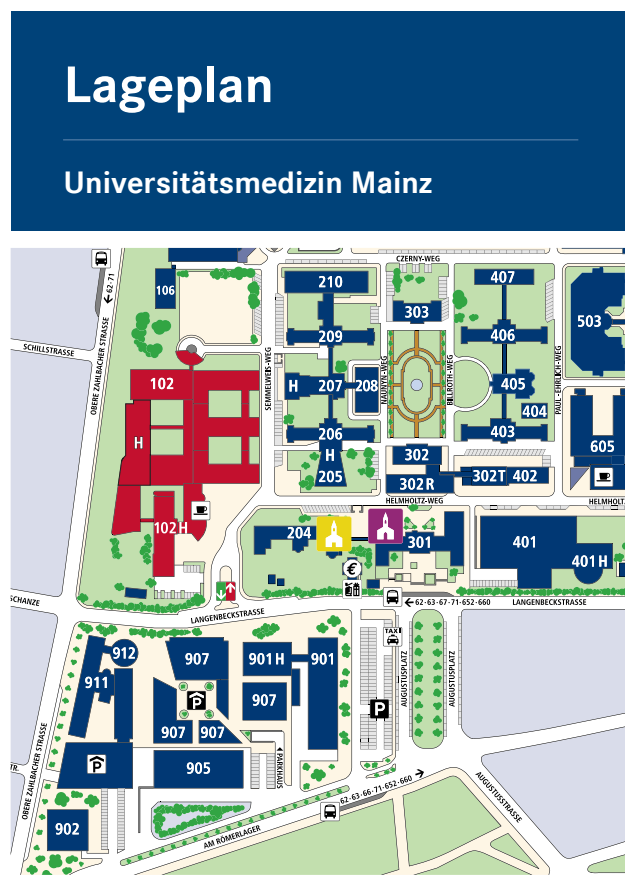 Lageplan
Universitätsmedizin Mainz
CZERNY-WEG
62-71
106
210
407
303
503
209
406
SCHILLSTRASSE
OBERE ZAHLBACHER STRASSE
SEMMELWEIS-WEG
NAUNYN-WEG
BILLROTH-WEG
PAUL-EHRLICH-WEG
102
H
207
208
405
404
206
403
H
H
205
302
605
302 R
302T
402
HELMHOLTZ-WEG
HELMHOLT
102 H
204
301
401
401 H
€
SCHANZE
62-63-67-71-652-660
LANGENBECKSTRASSE
LANGENBECKSTRASSE
TAXI
912
907
901 H
901
911
907
AUGUSTUSPLATZ
AUGUSTUSPLATZ
P
P
907
907
P
905
PARKHAUS
TR.
OBERE ZAHLBACHER STRASSE
62-63-66-71-652-660
AUGUSTUSSTRASSE
902
AM RÖMERLAGER